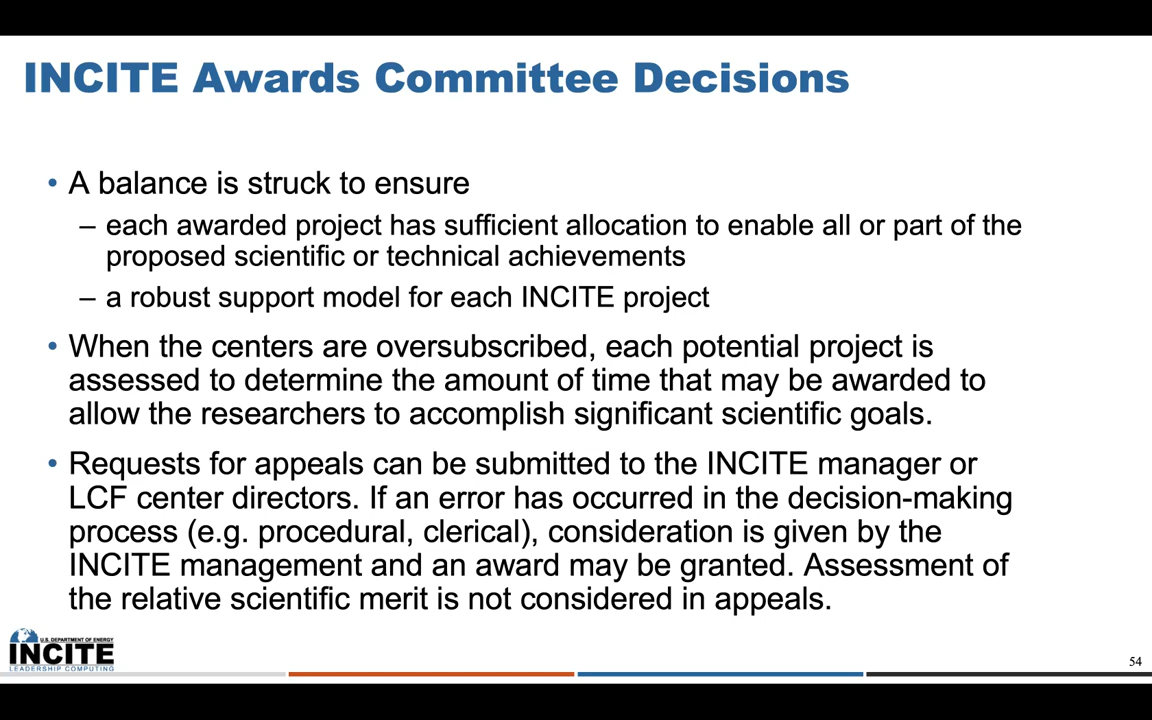 INCITE Awards Committee Decisions
• A balance is struck to ensure
– each awarded project has sufficient allocation to enable all or part of the
proposed scientific or technical achievements
– a robust support model for each INCITE project
• When the centers are oversubscribed, each potential project is
assessed to determine the amount of time that may be awarded to
allow the researchers to accomplish significant scientific goals.
• Requests for appeals can be submitted to the INCITE manager or
LCF center directors. If an error has occurred in the decision-making
process (e.g. procedural, clerical), consideration is given by the
INCITE management and an award may be granted. Assessment of
the relative scientific merit is not considered in appeals.
U.S. DEPARTMENT OF ENERGY
INCITE
LEADERSHIP COMPUTING
54